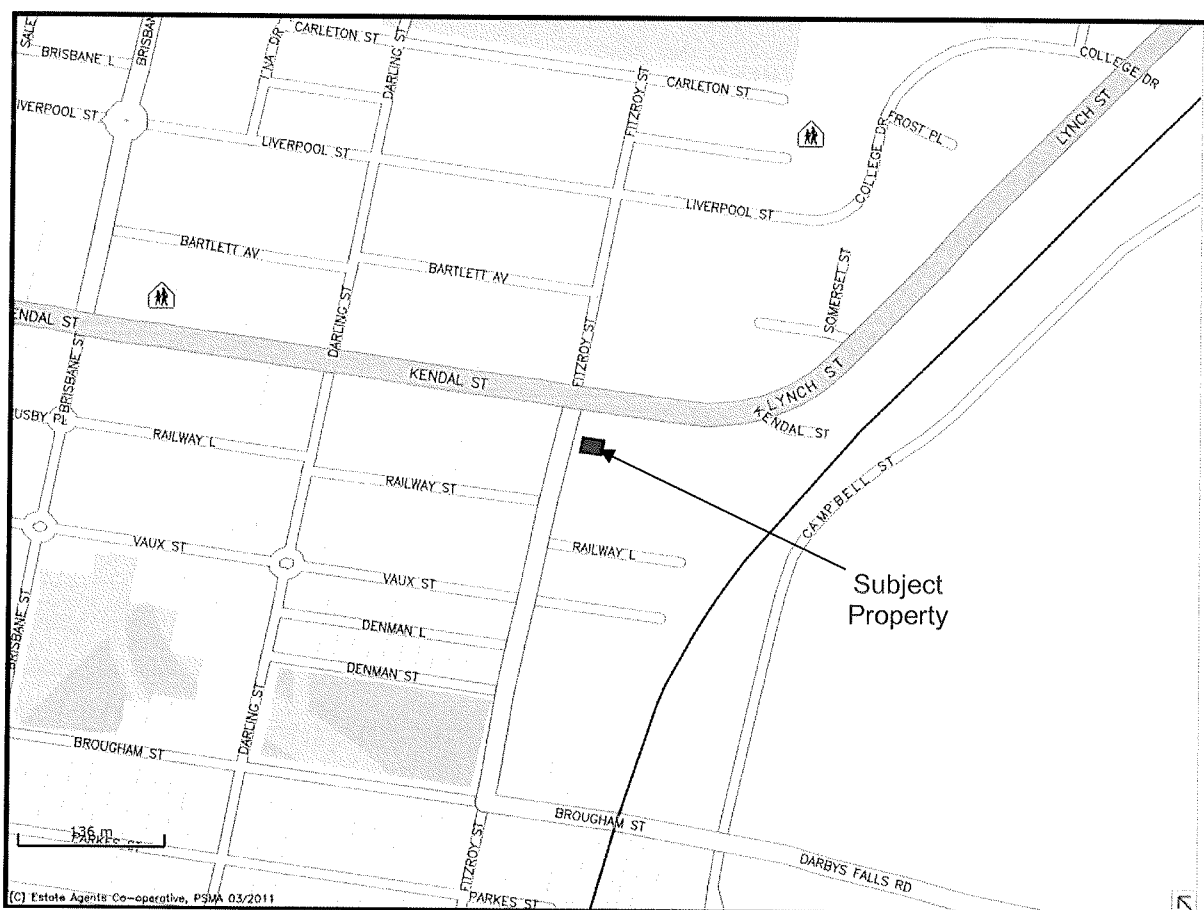 SALE
BRISBANE L
BRISBAN
CARLETON ST
NA DR
DARLING ST
FITZROY ST
CARLETON ST
COLLEGE DR
LYNCH ST
IVERPOOL ST
LIVERPOOL ST
COLLEGE DR
FROST PL
LIVERPOOL ST
BARTLETT AV
BARTLETT AV
SOMERSET ST
ENDAL ST
DARLING ST
FITZROY ST
BRISBANE ST
KENDAL ST
LYNCH ST
KENDAL ST
USBY PL
RAILWAY L
RAILWAY ST
CAMPBELL ST
VAUX ST
RAILWAY L
VAUX ST
Subject
Property
BRISBANE ST
DENMAN L
DENMAN ST
DARLING ST
BROUGHAM ST
BROUGHAM ST
136 m
PARKES ST
FITZROY ST
DARBYS FALLS RD
(C) Estate Agents Co-operative, PSMA 03/2011
PARKES ST